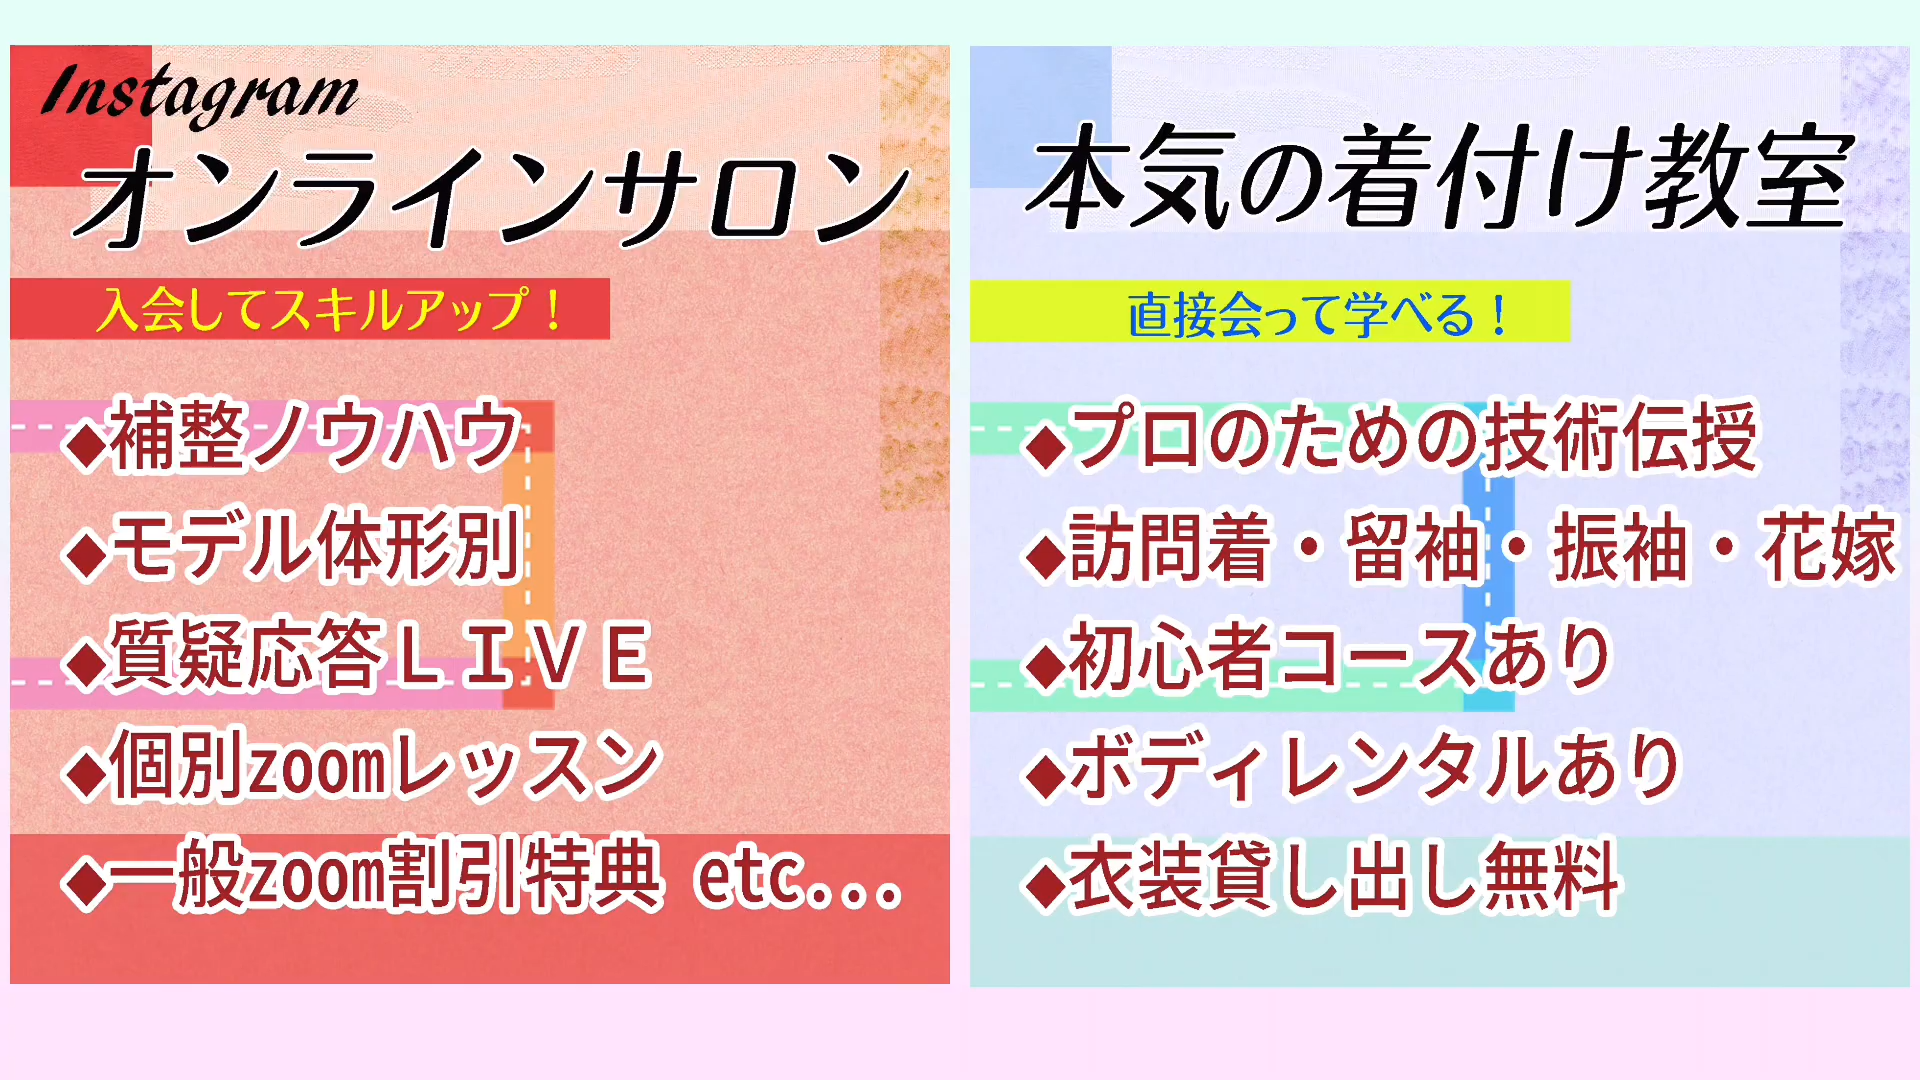 Instagram
オンラインサロン
入会してスキルアップ！
◆補整ノウハウ
◆モデル体形別
◆質疑応答ＬＩＶＥ
◆個別zoomレッスン
◆一般zoom割引特典 etc...
本気の着付け教室
直接会って学べる！
◆プロのための技術伝授
◆訪問着・留袖・振袖・花嫁
◆初心者コースあり
◆ボディレンタルあり
◆衣装貸し出し無料